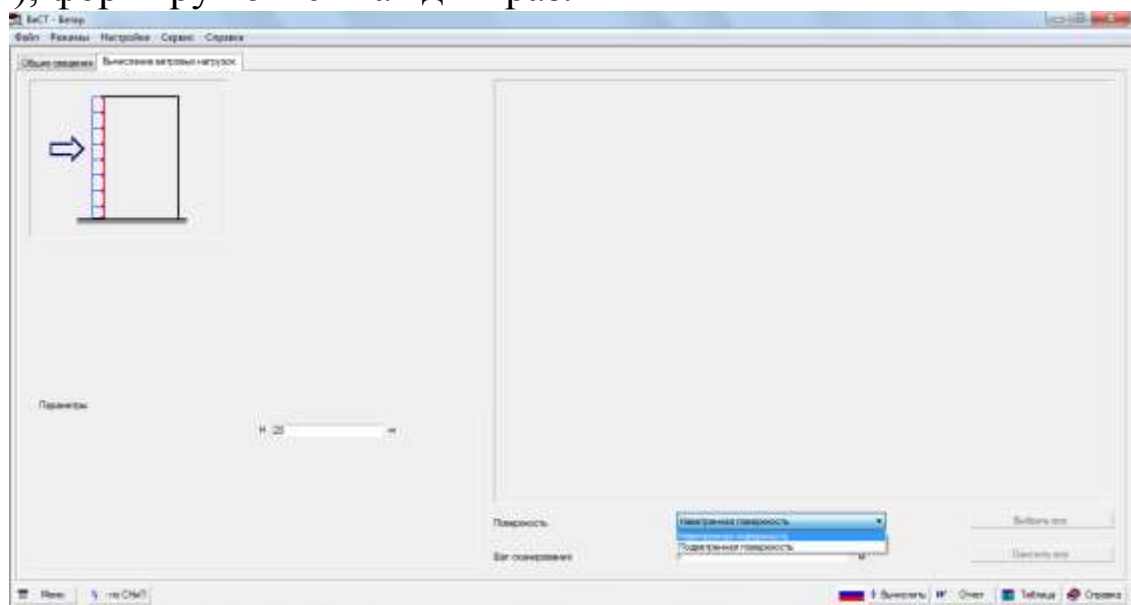 ВеСТ - Ветер
Файл Режимы Настройки Сервис Справка
Общие сведения Вычисление ветровых нагрузок
Параметры
H 20 м
Поверхность Наветренная поверхность Выбрать все
Наветренная поверхность
Подветренная поверхность
Шаг сканирования м Очистить все
Меню по СНиП Вычислить Отчет Таблица Справка